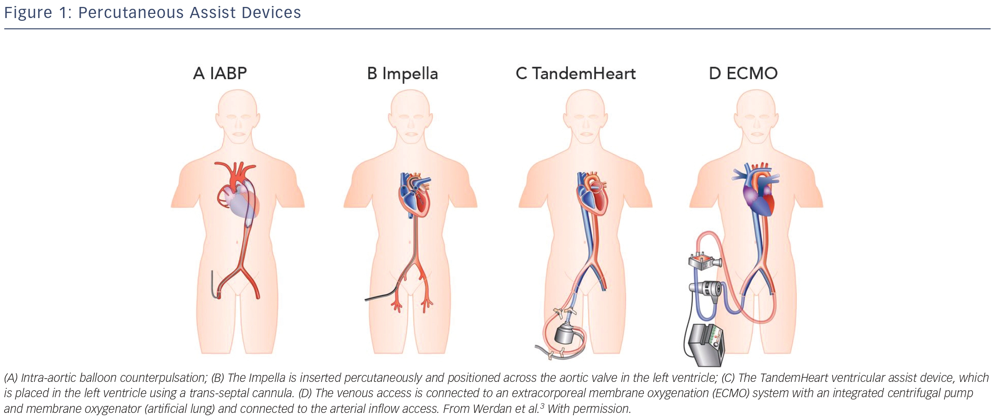 Figure 1: Percutaneous Assist Devices
A IABP
B Impella
C TandemHeart
D ECMO
(A) Intra-aortic balloon counterpulsation; (B) The Impella is inserted percutaneously and positioned across the aortic valve in the left ventricle; (C) The TandemHeart ventricular assist device, which
is placed in the left ventricle using a trans-septal cannula. (D) The venous access is connected to an extracorporeal membrane oxygenation (ECMO) system with an integrated centrifugal pump
and membrane oxygenator (artificial lung) and connected to the arterial inflow access. From Werdan et al.³ With permission.